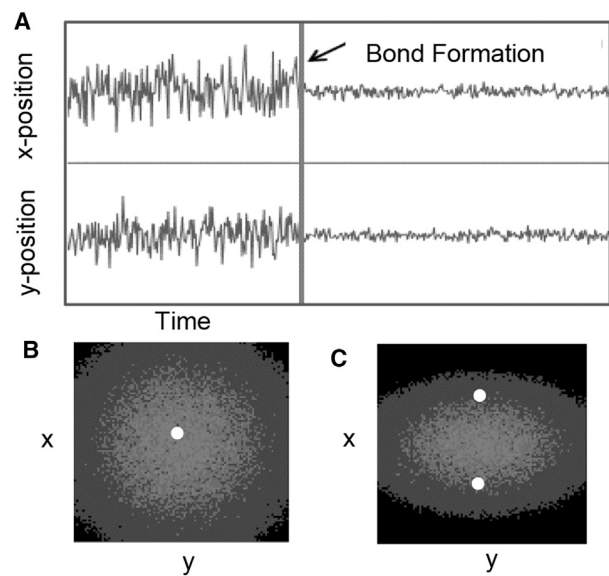 A
x-position
Bond Formation
y-position
Time
B
x
y
C
x
y